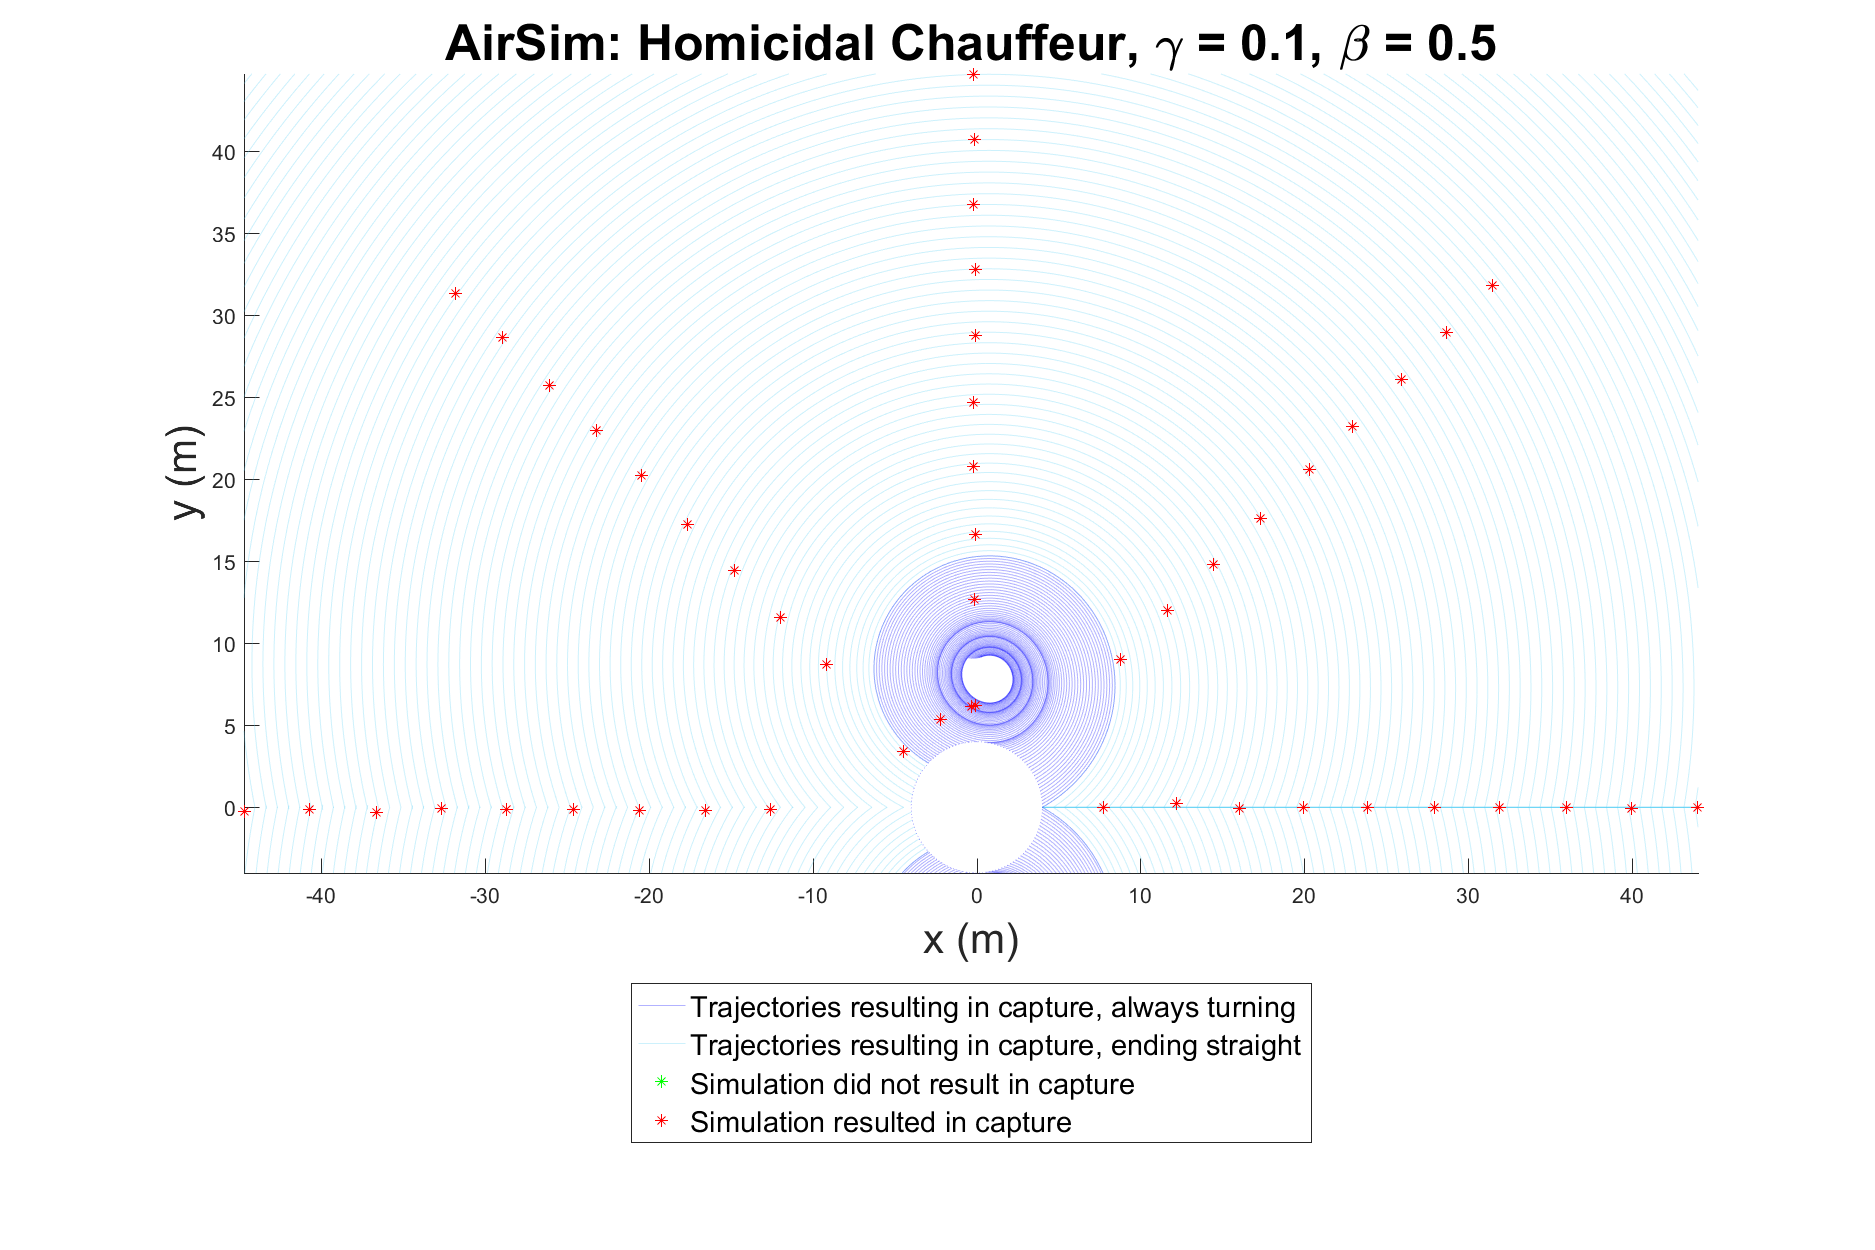 AirSim: Homicidal Chauffeur, γ = 0.1, β = 0.5
40
35
30
25
20
15
10
5
0
y (m)
-40 -30 -20 -10 0 10 20 30 40
x (m)
Trajectories resulting in capture, always turning
Trajectories resulting in capture, ending straight
Simulation did not result in capture
Simulation resulted in capture